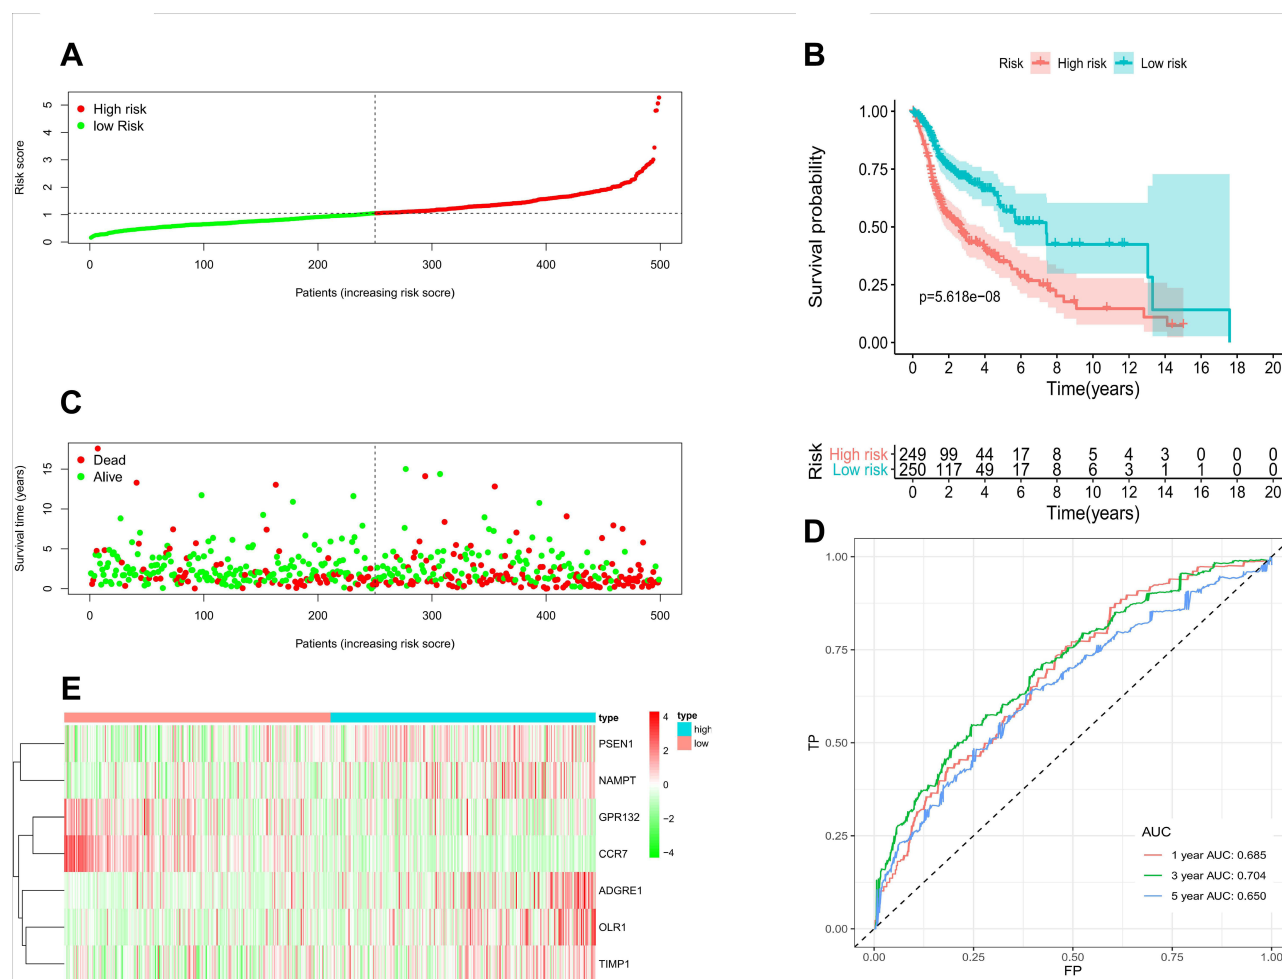 A
High risk
low Risk
Risk score
0 1 2 3 4 5
0 100 200 300 400 500
Patients (increasing risk socre)
B
Risk High risk Low risk
Survival probability
1.00
0.75
0.50
0.25
0.00
p=5.618e−08
0 2 4 6 8 10 12 14 16 18 20
Time(years)
Risk
High risk 249 99 44 17 8 5 4 3 0 0 0
Low risk 250 117 49 17 8 6 3 1 1 0 0
0 2 4 6 8 10 12 14 16 18 20
Time(years)
C
Dead
Alive
Survival time (years)
0 5 10 15
0 100 200 300 400 500
Patients (increasing risk socre)
D
TP
1.00
0.75
0.50
0.25
0.00
AUC
1 year AUC: 0.685
3 year AUC: 0.704
5 year AUC: 0.650
0.00 0.25 0.50 0.75 1.00
FP
E
type
PSEN1
NAMPT
GPR132
CCR7
ADGRE1
OLR1
TIMP1
4
2
0
−2
−4
type
high
low